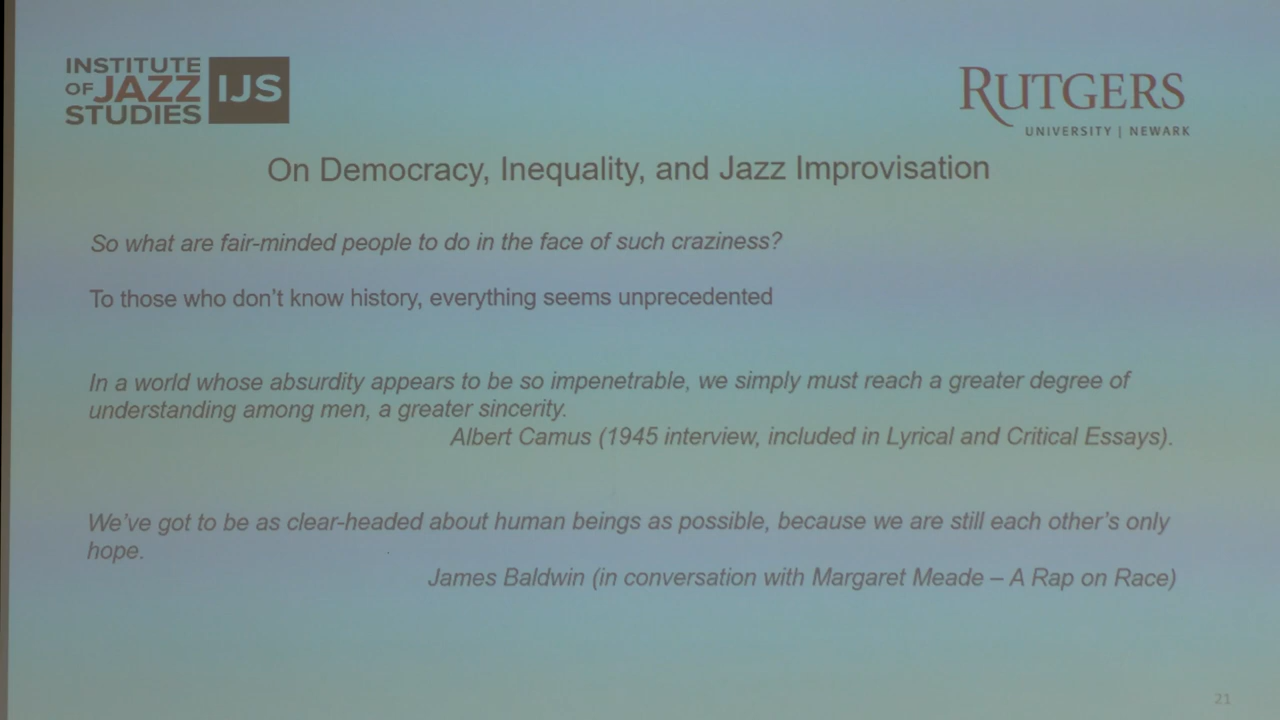 INSTITUTE
OF JAZZ
STUDIES
IJS
RUTGERS
UNIVERSITY | NEWARK
On Democracy, Inequality, and Jazz Improvisation
So what are fair-minded people to do in the face of such craziness?
To those who don't know history, everything seems unprecedented
In a world whose absurdity appears to be so impenetrable, we simply must reach a greater degree of
understanding among men, a greater sincerity.
Albert Camus (1945 interview, included in Lyrical and Critical Essays).
We've got to be as clear-headed about human beings as possible, because we are still each other's only
hope.
James Baldwin (in conversation with Margaret Meade – A Rap on Race)
21